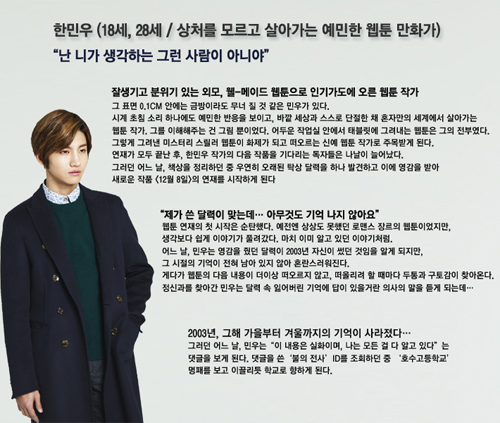 한민우 (18세, 28세 / 상처를 모르고 살아가는 예민한 웹툰 만화가)
“난 니가 생각하는 그런 사람이 아니야”
잘생기고 분위기 있는 외모, 웰-메이드 웹툰으로 인기가도에 오른 웹툰 작가
그 표면 0.1CM 안에는 금방이라도 무너 질 것 같은 민우가 있다.
시계 초침 소리 하나에도 예민한 반응을 보이고, 바깥 세상과 스스로 단절한 채 혼자만의 세계에서 살아가는
웹툰 작가. 그를 이해해주는 건 그림 뿐이었다. 어두운 작업실 안에서 태블릿에 그려내는 웹툰은 그의 전부였다.
그렇게 그려낸 미스터리 스릴러 웹툰이 화제가 되고 떠오르는 신예 웹툰 작가로 주목받게 된다.
연재가 모두 끝난 후, 한민우 작가의 다음 작품을 기다리는 독자들은 나날이 늘어났다.
그러던 어느 날, 책상을 정리하던 중 우연히 오래된 탁상 달력을 하나 발견하고 이에 영감을 받아
새로운 작품 〈12월 8일〉의 연재를 시작하게 된다
“제가 쓴 달력이 맞는데… 아무것도 기억 나지 않아요”
웹툰 연재의 첫 시작은 순탄했다. 예전엔 상상도 못했던 로맨스 장르의 웹툰이었지만,
생각보다 쉽게 이야기가 풀려갔다. 마치 이미 알고 있던 이야기처럼.
어느 날, 민우는 영감을 줬던 달력이 2003년 자신이 썼던 것임을 알게 되지만,
그 시절의 기억이 전혀 남아 있지 않아 혼란스러워진다.
게다가 웹툰의 다음 내용이 더이상 떠오르지 않고, 떠올리려 할 때마다 두통과 구토감이 찾아온다.
정신과를 찾아간 민우는 달력 속 잃어버린 기억에 답이 있을거란 의사의 말을 듣게 되는데…
2003년, 그해 가을부터 겨울까지의 기억이 사라졌다…
그러던 어느 날, 민우는 “이 내용은 실화이며, 나는 모든 걸 다 알고 있다” 는
댓글을 보게 된다. 댓글을 쓴 ‘불의 전사’ ID를 조회하던 중 ‘호수고등학교’
명패를 보고 이끌리듯 학교로 향하게 된다.